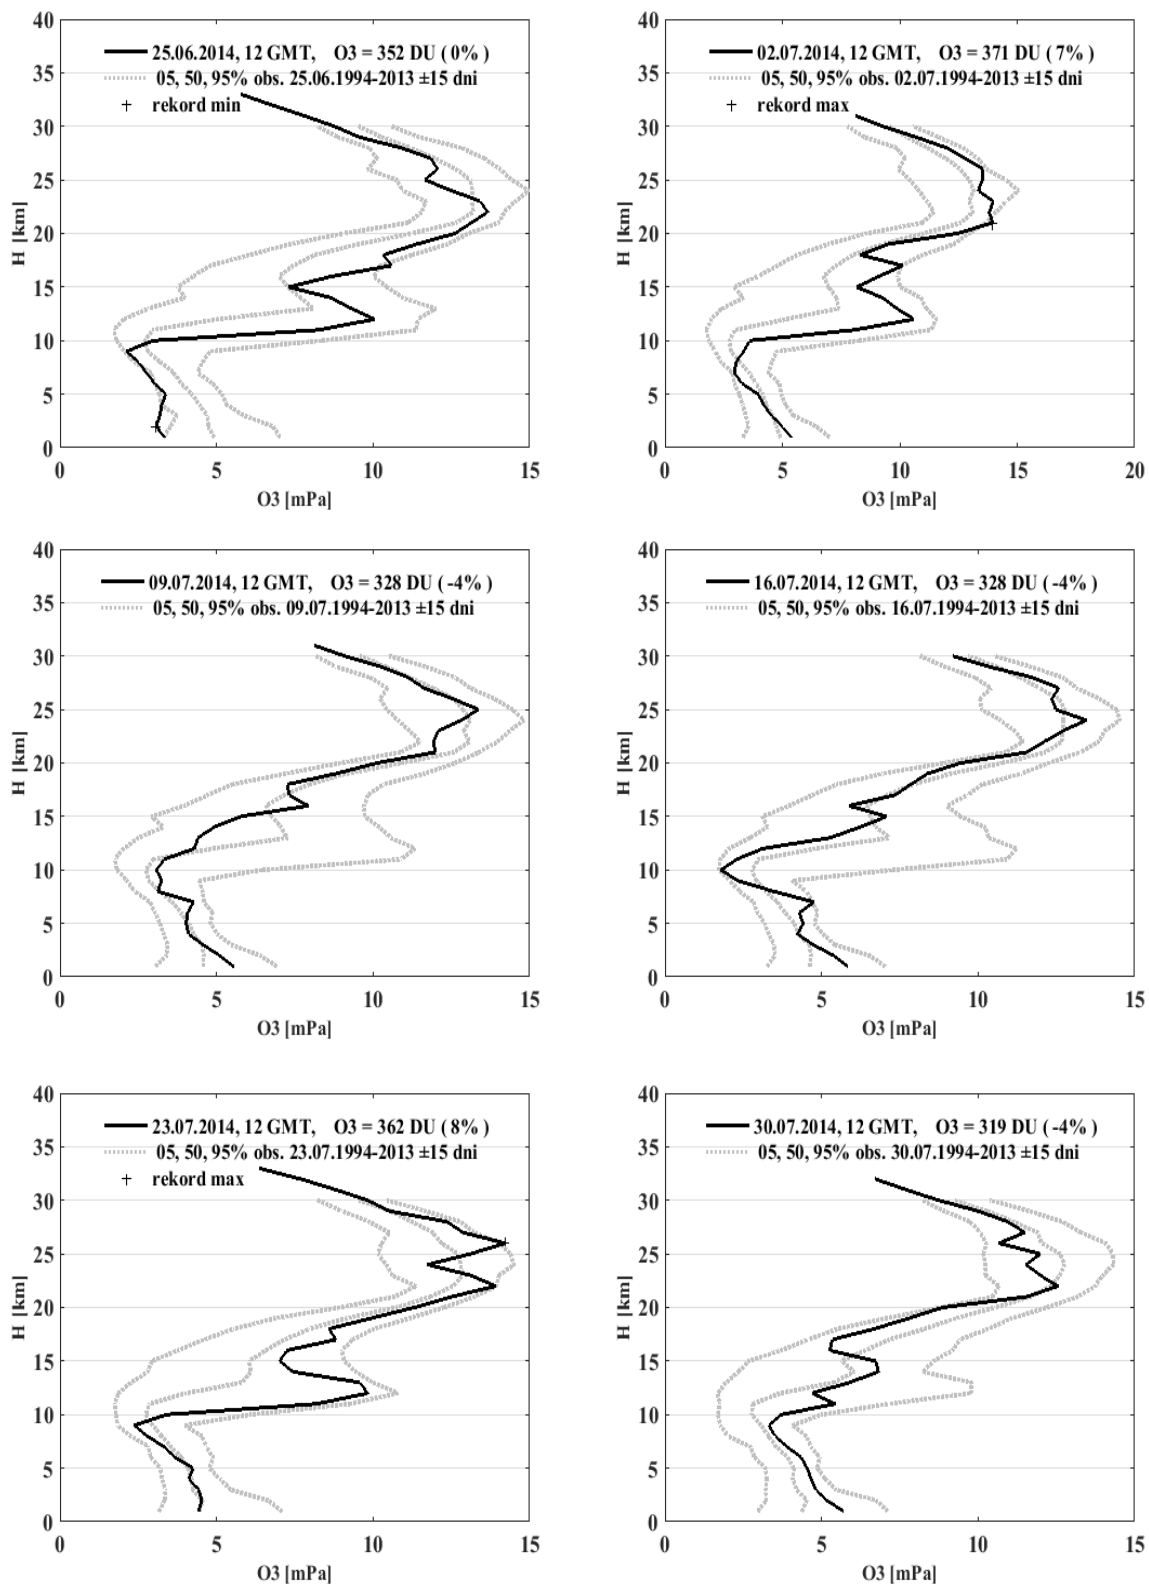 40
35
30
25
20
15
10
5
0
H [km]
25.06.2014, 12 GMT, O3 = 352 DU ( 0%)
05, 50, 95% obs. 25.06.1994-2013 ±15 dni
rekord min
0 5 10 15
O3 [mPa]
40
35
30
25
20
15
10
5
0
H [km]
02.07.2014, 12 GMT, O3 = 371 DU ( 7%)
05, 50, 95% obs. 02.07.1994-2013 ±15 dni
rekord max
0 5 10 15 20
O3 [mPa]
40
35
30
25
20
15
10
5
0
H [km]
09.07.2014, 12 GMT, O3 = 328 DU ( -4%)
05, 50, 95% obs. 09.07.1994-2013 ±15 dni
0 5 10 15
O3 [mPa]
40
35
30
25
20
15
10
5
0
H [km]
16.07.2014, 12 GMT, O3 = 328 DU ( -4%)
05, 50, 95% obs. 16.07.1994-2013 ±15 dni
0 5 10 15
O3 [mPa]
40
35
30
25
20
15
10
5
0
H [km]
23.07.2014, 12 GMT, O3 = 362 DU ( 8%)
05, 50, 95% obs. 23.07.1994-2013 ±15 dni
rekord max
0 5 10 15
O3 [mPa]
40
35
30
25
20
15
10
5
0
H [km]
30.07.2014, 12 GMT, O3 = 319 DU ( -4%)
05, 50, 95% obs. 30.07.1994-2013 ±15 dni
0 5 10 15
O3 [mPa]